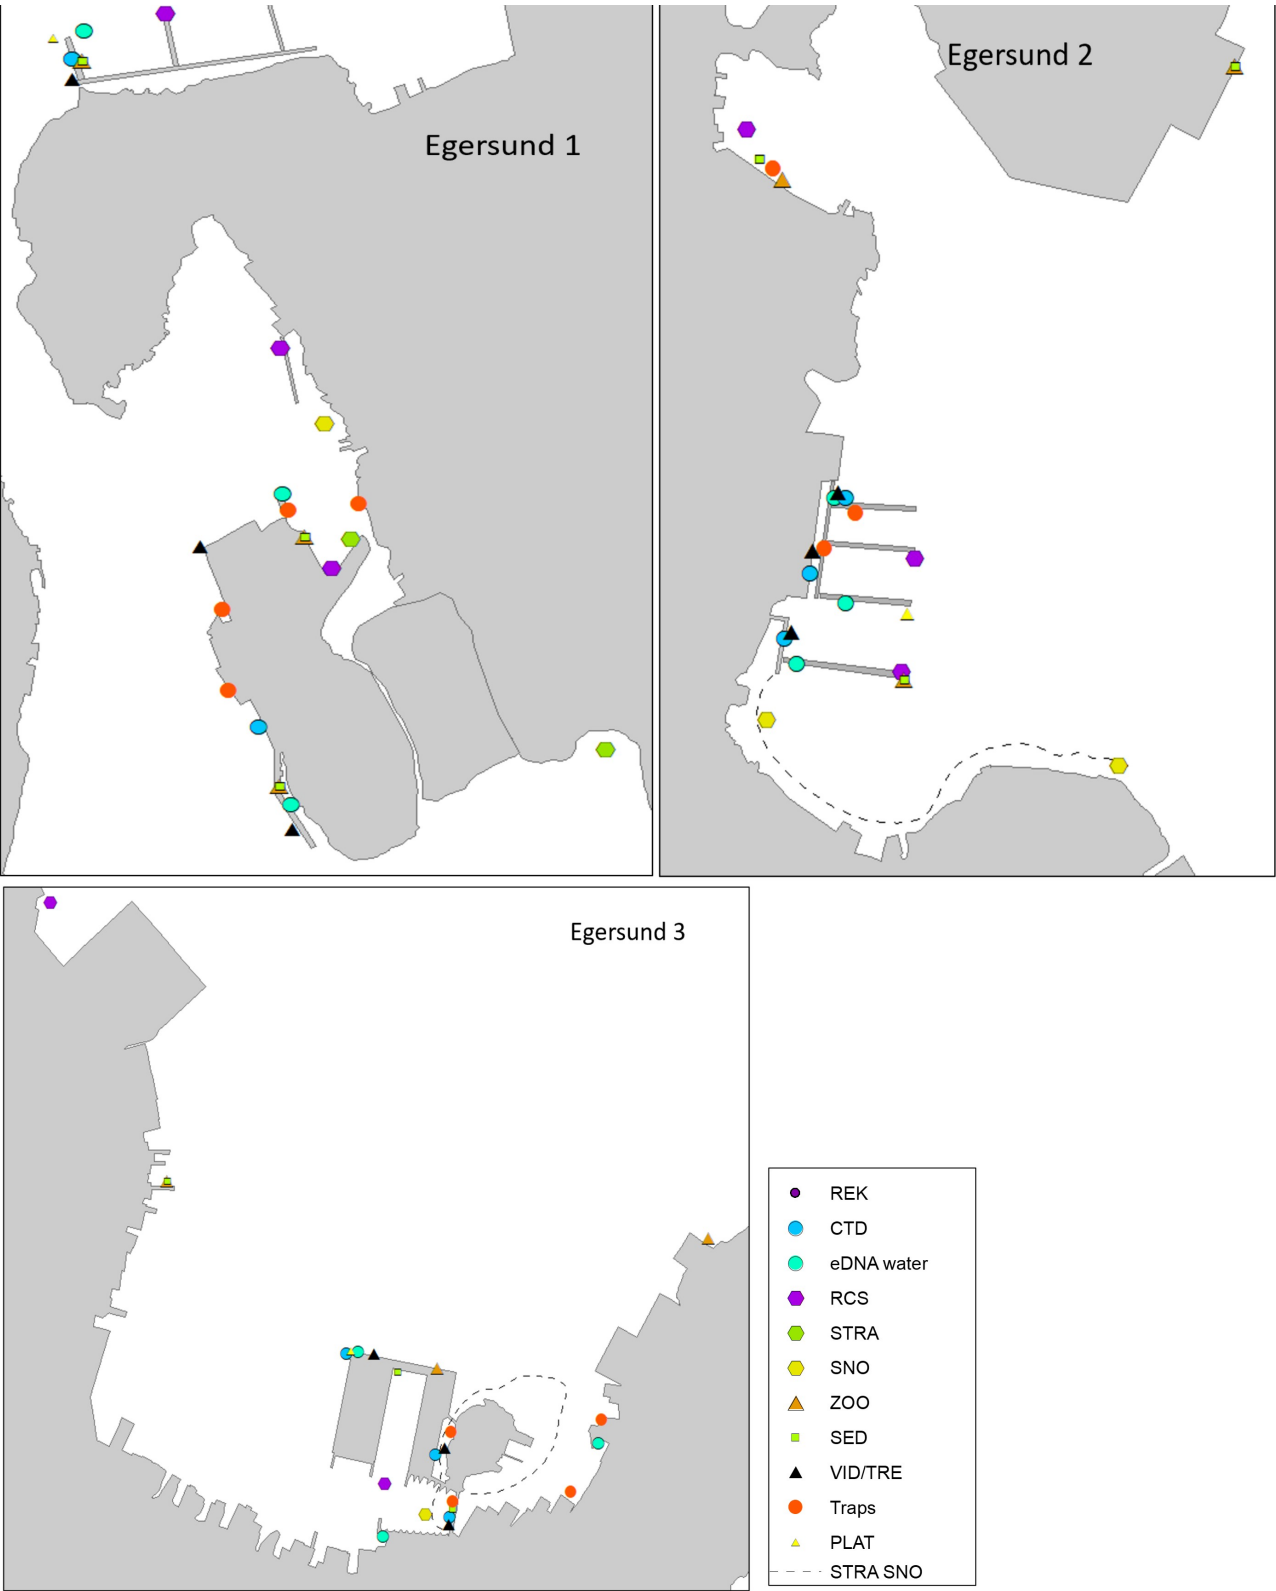 Egersund 1
Egersund 2
Egersund 3
REK
CTD
eDNA water
RCS
STRA
SNO
ZOO
SED
VID/TRE
Traps
PLAT
STRA SNO